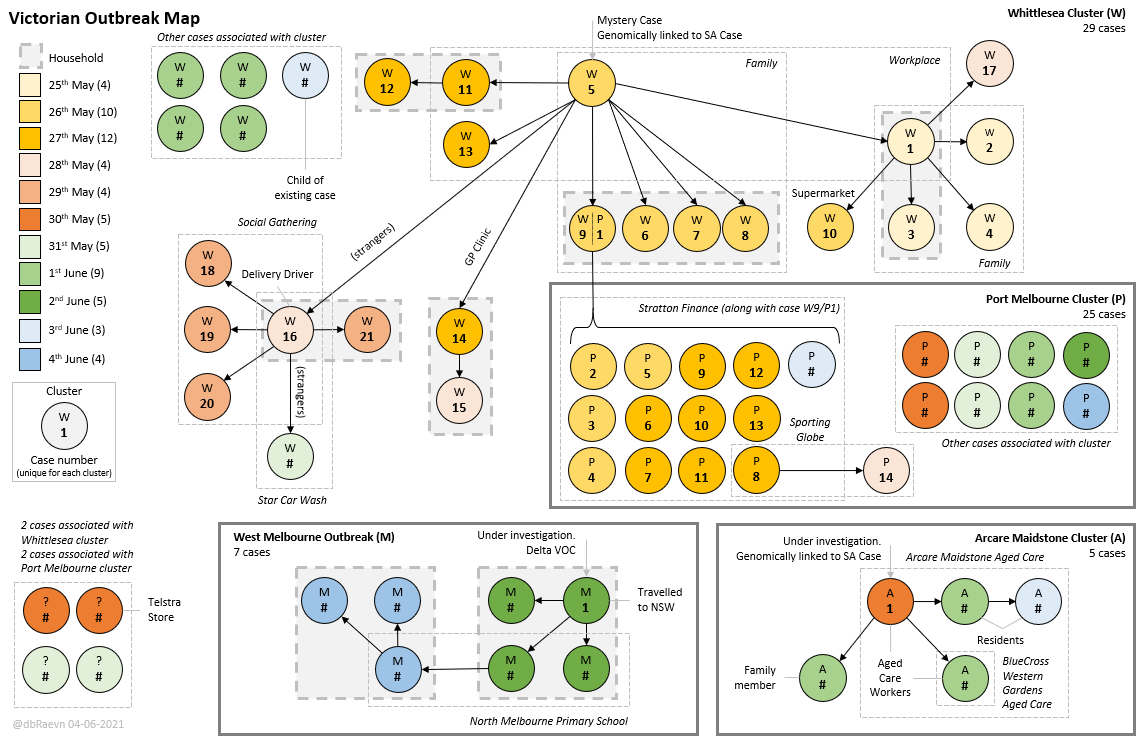 Victorian Outbreak Map
Household
25th May (4)
26th May (10)
27th May (12)
28th May (4)
29th May (4)
30th May (5)
31st May (5)
1st June (9)
2nd June (5)
3rd June (3)
4th June (4)
Cluster
W
1
Case number
(unique for each cluster)
Other cases associated with cluster
W
#
W
#
W
#
W
#
W
#
Child of
existing case
Mystery Case
Genomically linked to SA Case
Whittlesea Cluster (W)
29 cases
Family
Workplace
W
12
W
11
W
5
W
13
W
17
W
1
W
2
Supermarket
W
10
W
3
W
4
Family
W
9
P
1
W
6
W
7
W
8
(strangers)
GP Clinic
Social Gathering
W
18
Delivery Driver
W
19
W
16
W
21
W
20
(strangers)
W
#
Star Car Wash
W
14
W
15
Port Melbourne Cluster (P)
25 cases
Stratton Finance (along with case W9/P1)
P
2
P
5
P
9
P
12
P
#
P
3
P
6
P
10
P
13
Sporting
Globe
P
4
P
7
P
11
P
8
P
14
P
#
P
#
P
#
P
#
P
#
P
#
P
#
P
#
Other cases associated with cluster
2 cases associated with
Whittlesea cluster
2 cases associated with
Port Melbourne cluster
?
#
?
#
Telstra
Store
?
#
?
#
@dbRaevn 04-06-2021
West Melbourne Outbreak (M)
7 cases
Under investigation.
Delta VOC
M
#
M
#
M
#
M
1
Travelled
to NSW
M
#
M
#
M
#
North Melbourne Primary School
Arcare Maidstone Cluster (A)
5 cases
Under investigation.
Genomically linked to SA Case
Arcare Maidstone Aged Care
A
1
A
#
A
#
Residents
Family
member
A
#
Aged
Care
Workers
A
#
BlueCross
Western
Gardens
Aged Care